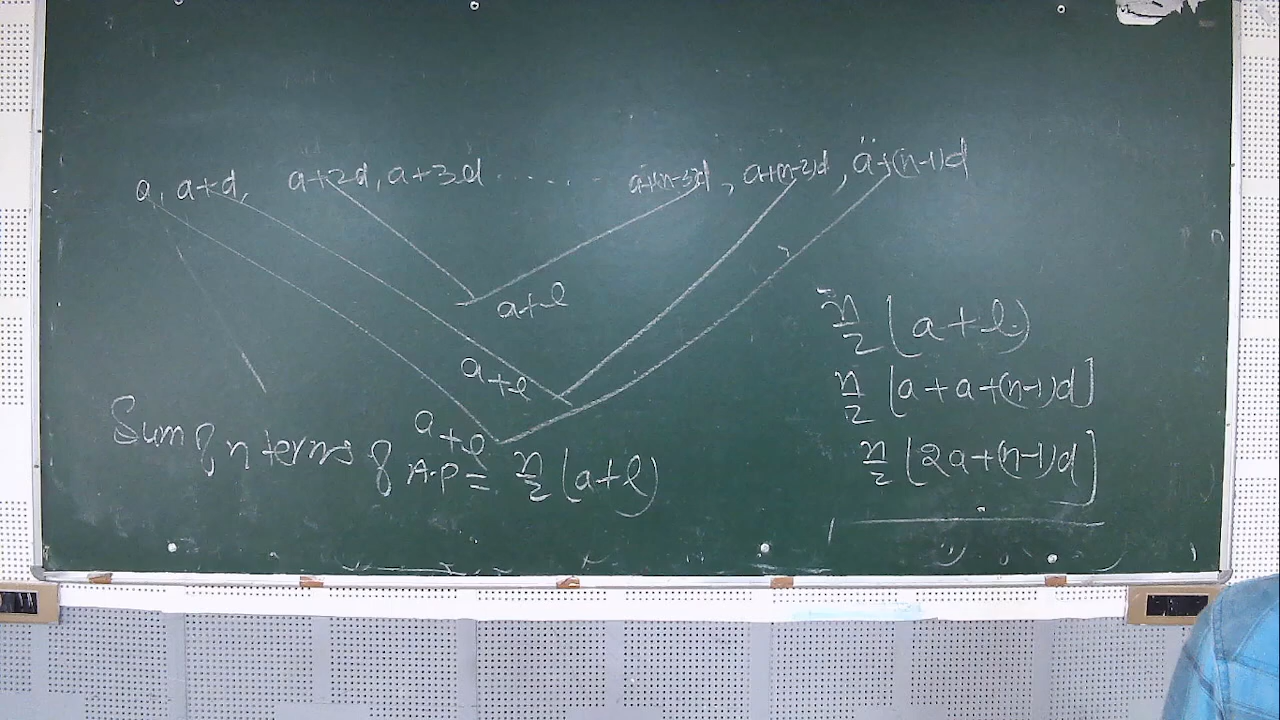 a, a+d, a+2d, a+3d ..... a+(n-3)d, a+(n-2)d, a+(n-1)d
a+l
a+l
a+l
Sum of n terms of A.P = n/2 (a+l)
n/2 [a+l)
n/2 [a+a+(n-1)d]
n/2 [2a+(n-1)d]